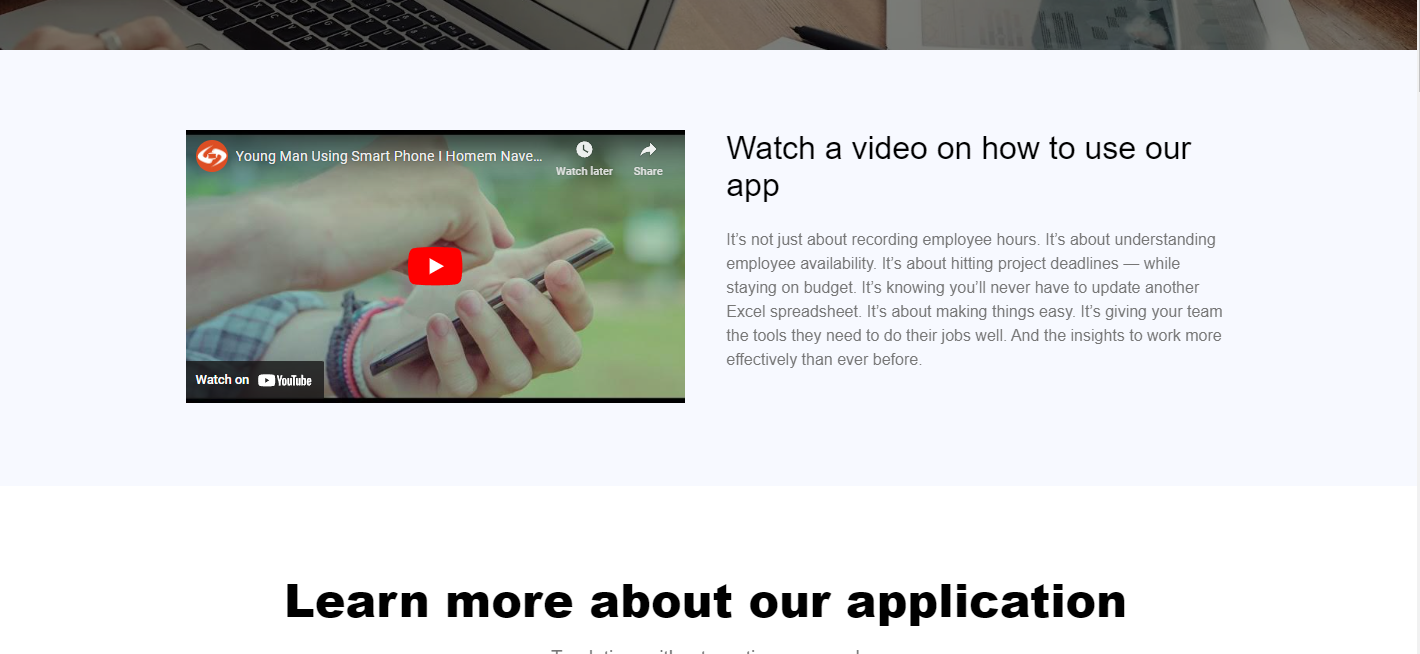 Young Man Using Smart Phone I Homem Nave...
Watch later
Share
Watch on YouTube
Watch a video on how to use our
app
It’s not just about recording employee hours. It’s about understanding
employee availability. It’s about hitting project deadlines — while
staying on budget. It’s knowing you’ll never have to update another
Excel spreadsheet. It’s about making things easy. It’s giving your team
the tools they need to do their jobs well. And the insights to work more
effectively than ever before.
Learn more about our application